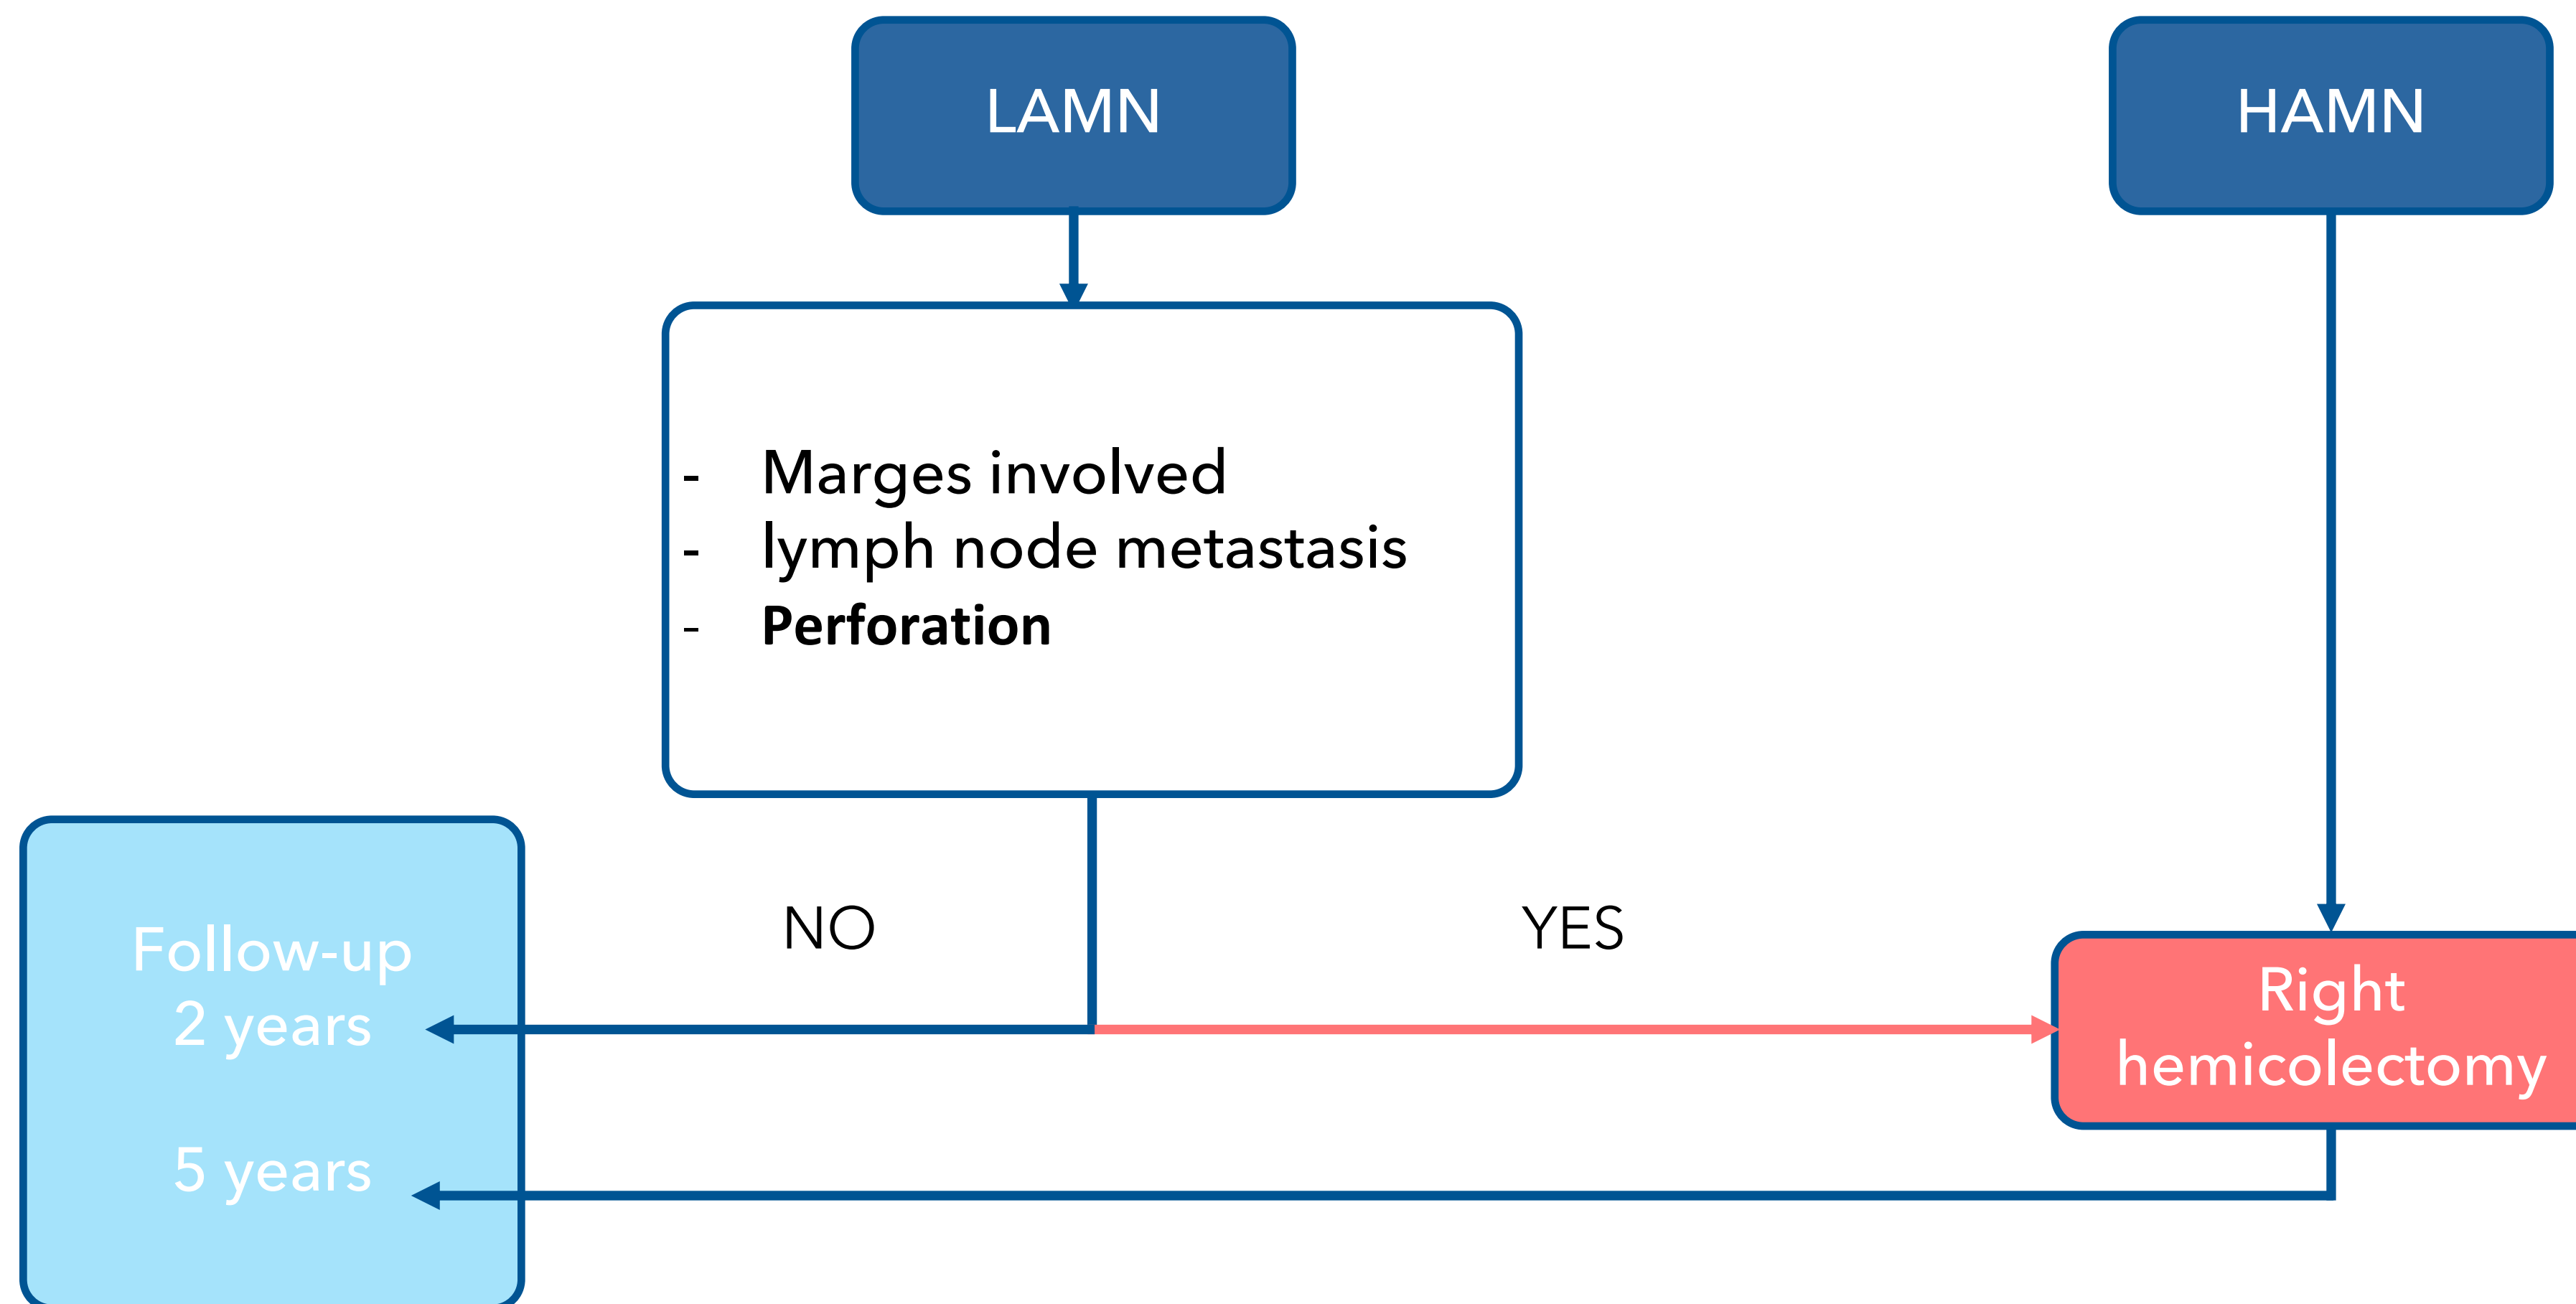 LAMN
HAMN
- Marges involved
- lymph node metastasis
- Perforation
NO
YES
Follow-up
2 years
5 years
Right
hemicolectomy